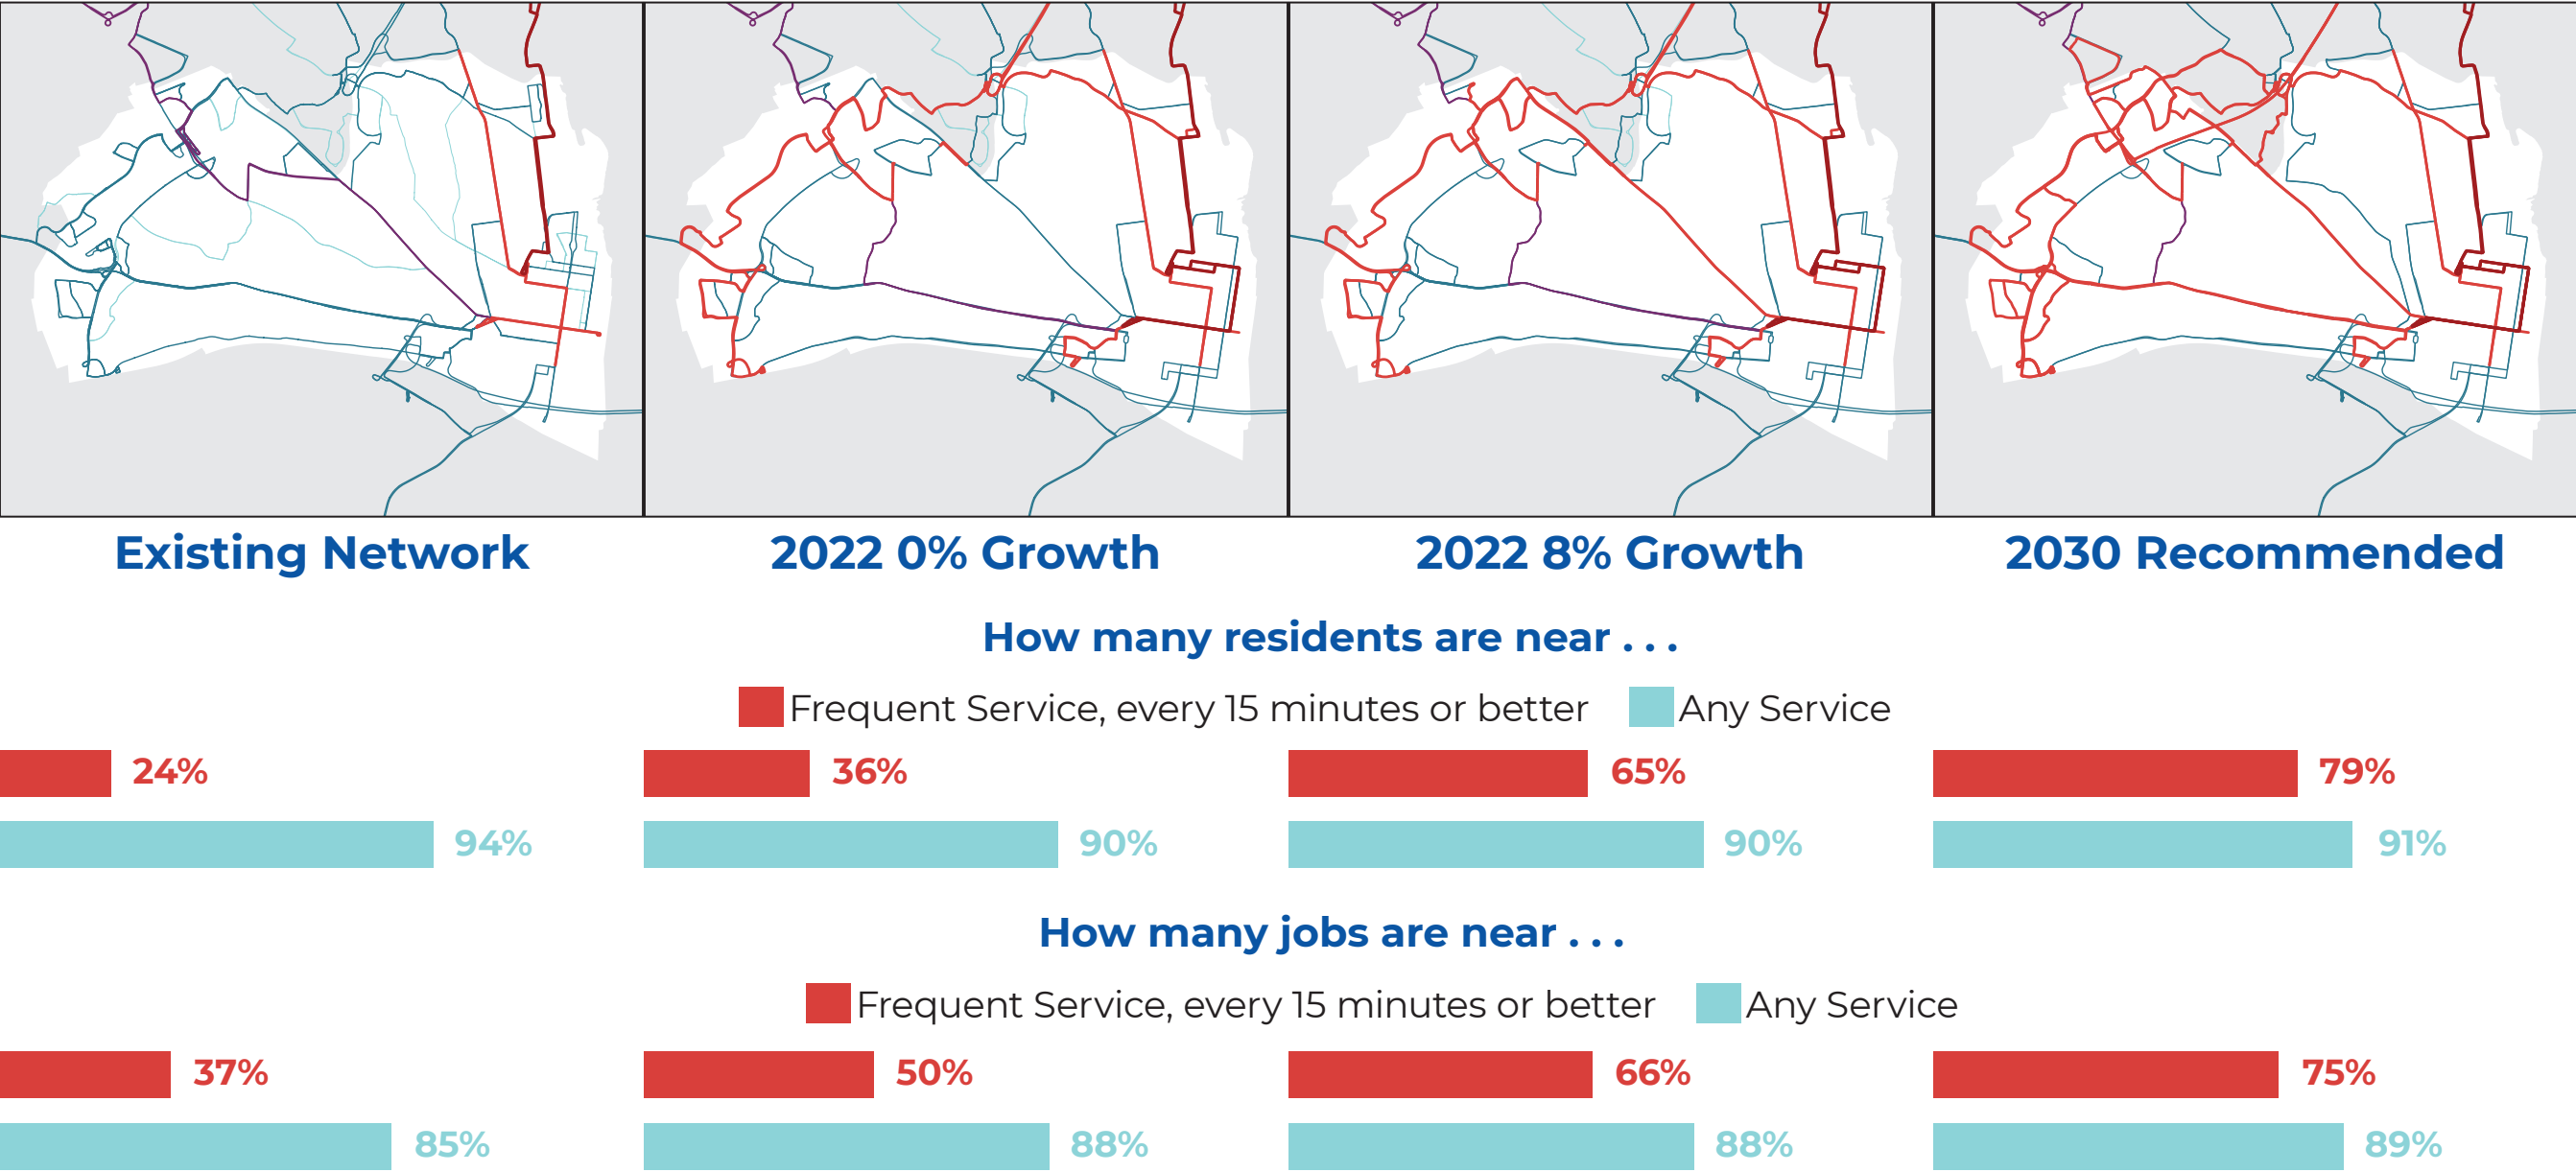 Existing Network
2022 0% Growth
2022 8% Growth
2030 Recommended
How many residents are near . . .
Frequent Service, every 15 minutes or better
Any Service
24%
36%
65%
79%
94%
90%
90%
91%
How many jobs are near . . .
Frequent Service, every 15 minutes or better
Any Service
37%
50%
66%
75%
85%
88%
88%
89%